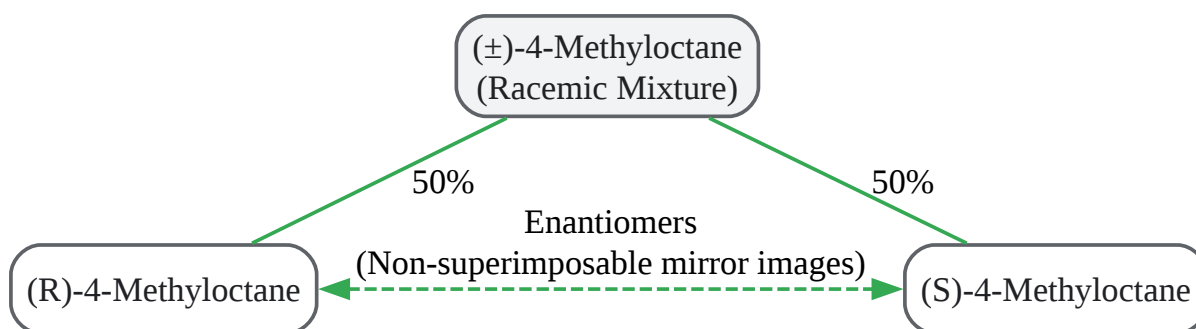 (±)-4-Methyloctane
(Racemic Mixture)
50%
50%
Enantiomers
(Non-superimposable mirror images)
(R)-4-Methyloctane
(S)-4-Methyloctane